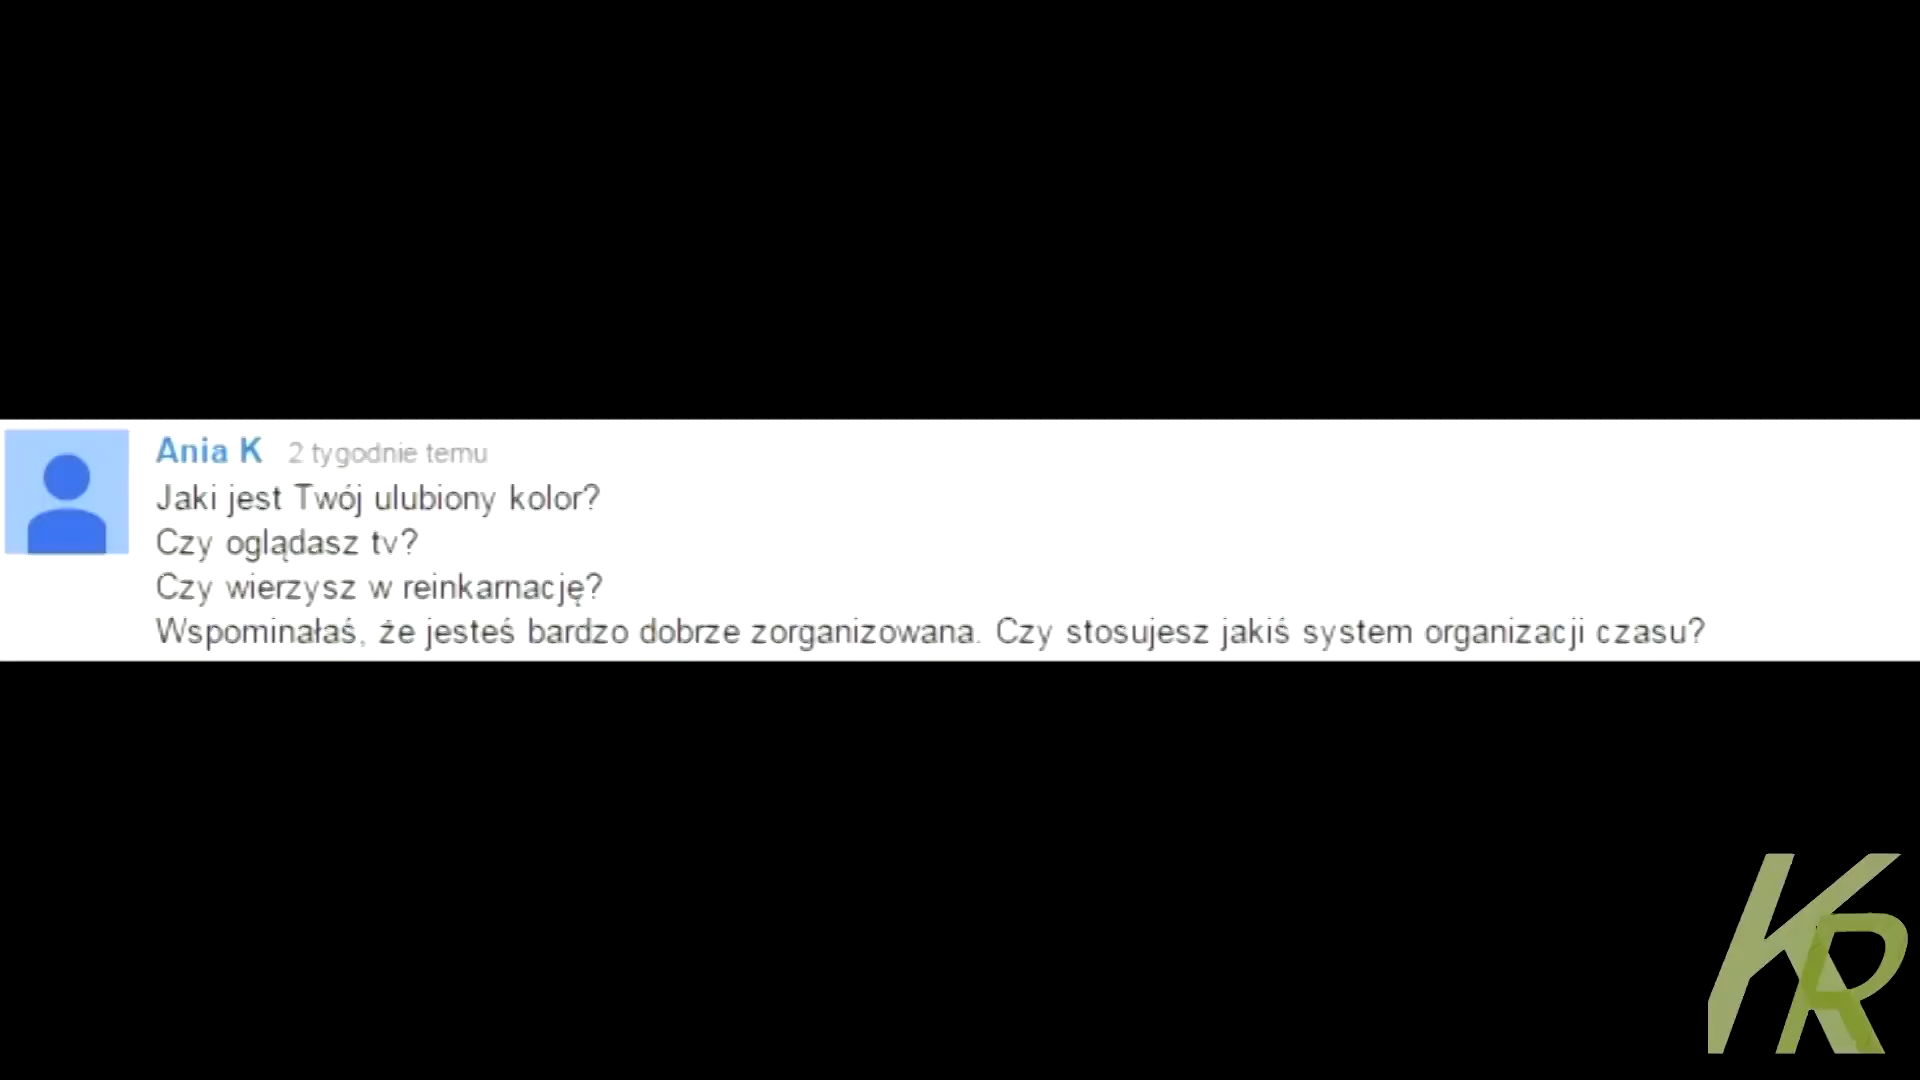 Ania K 2 tygodnie temu
Jaki jest Twój ulubiony kolor?
Czy oglądasz tv?
Czy wierzysz w reinkarnację?
Wspominałaś, że jesteś bardzo dobrze zorganizowana. Czy stosujesz jakiś system organizacji czasu?
KR